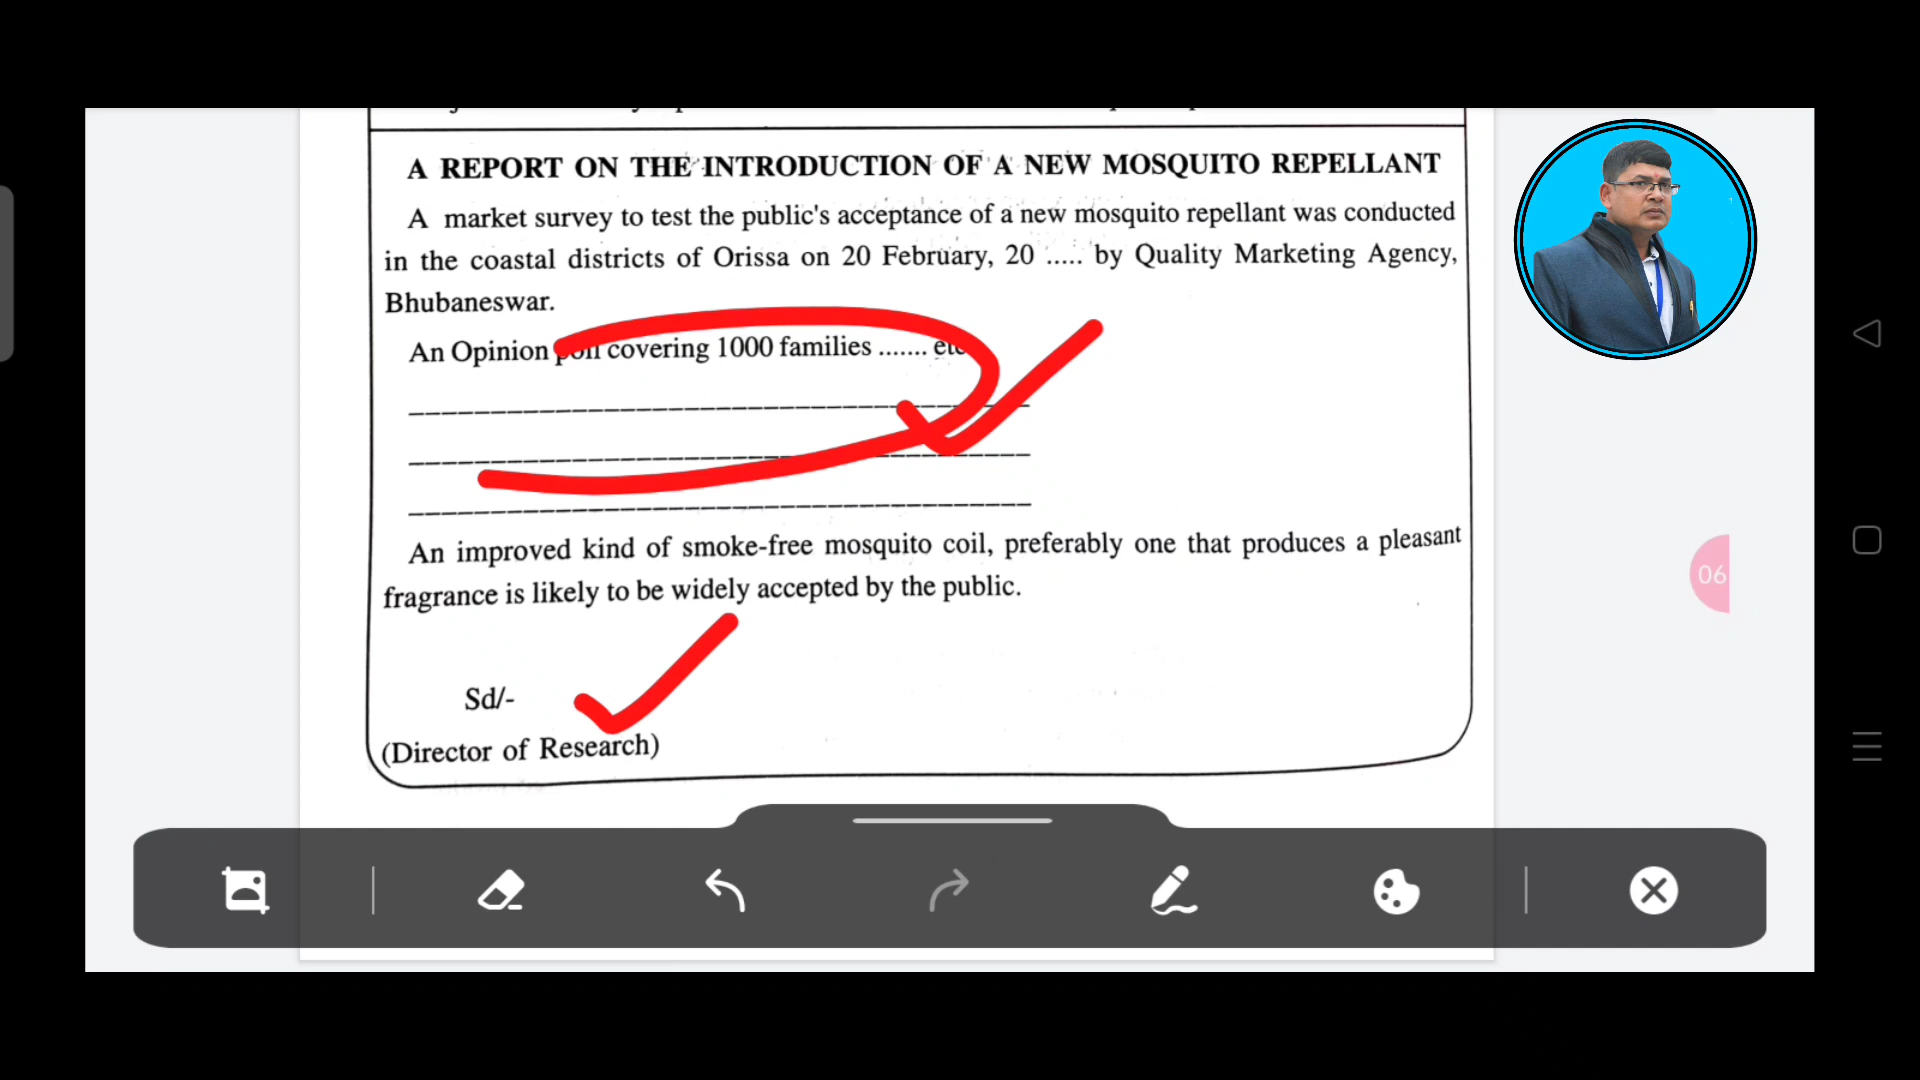 A REPORT ON THE INTRODUCTION OF A NEW MOSQUITO REPELLANT
A market survey to test the public's acceptance of a new mosquito repellant was conducted
in the coastal districts of Orissa on 20 February, 20 ..... by Quality Marketing Agency,
Bhubaneswar.
An Opinion poll covering 1000 families ....... etc
An improved kind of smoke-free mosquito coil, preferably one that produces a pleasant
fragrance is likely to be widely accepted by the public.
06
Sd/-
(Director of Research)